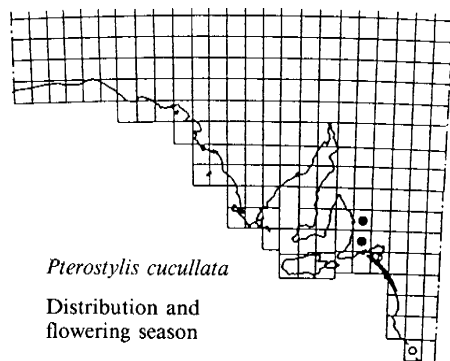 Pterostylis cucullata
Distribution and
flowering season